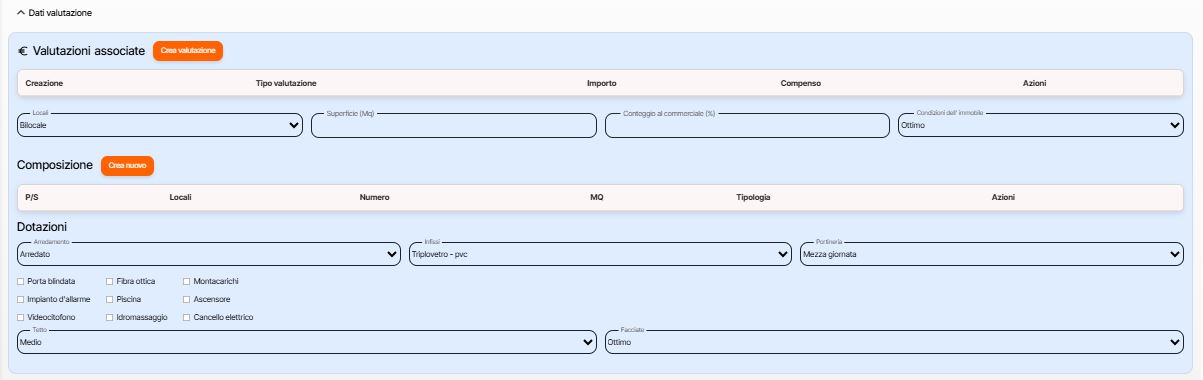 Dati valutazione
€ Valutazioni associate Crea valutazione
Creazione Tipo valutazione Importo Compenso Azioni
Locali Superficie (Mq) Conteggio al commerciale (%) Condizioni dell' immobile
Bilocale Ottimo
Composizione Crea nuovo
P/S Locali Numero MQ Tipologia Azioni
Dotazioni
Arredamento Infissi Portineria
Arredato Triplovetro - pvc Mezza giornata
Porta blindata Fibra ottica Montacarichi
Impianto d'allarme Piscina Ascensore
Videocitofono Idromassaggio Cancello elettrico
Tetto Facciate
Medio Ottimo